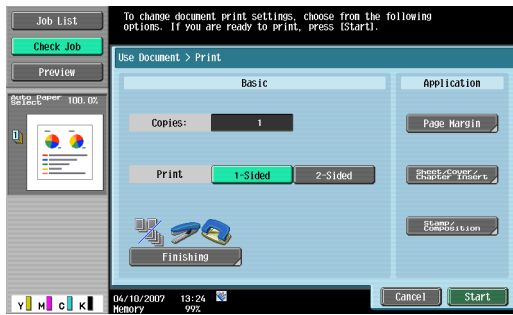 Job List
To change document print settings, choose from the following
options. If you are ready to print, press [Start].
Check Job
Preview
Use Document > Print
Basic
Application
Auto Paper
Select
100.0%
Copies:
1
Page Margin
Print
1-Sided
2-Sided
Sheet/Cover/
Chapter Insert
Stamp/
Composition
Finishing
Y M C K
04/10/2007 13:24
Memory 99%
Cancel
Start